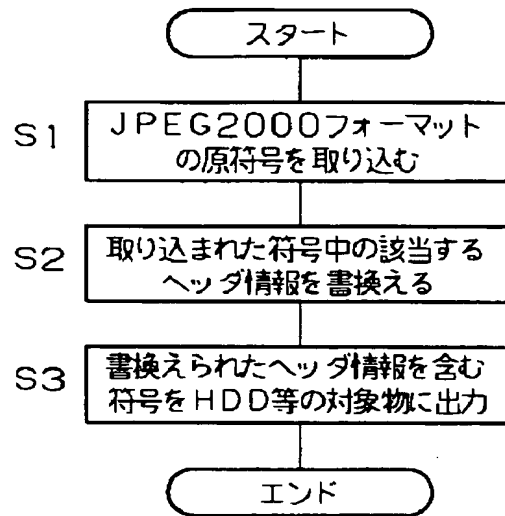 スタート
S1
JPEG2000フォーマット
の原符号を取り込む
S2
取り込まれた符号中の該当する
ヘッダ情報を書換える
S3
書換えられたヘッダ情報を含む
符号をHDD等の対象物に出力
エンド